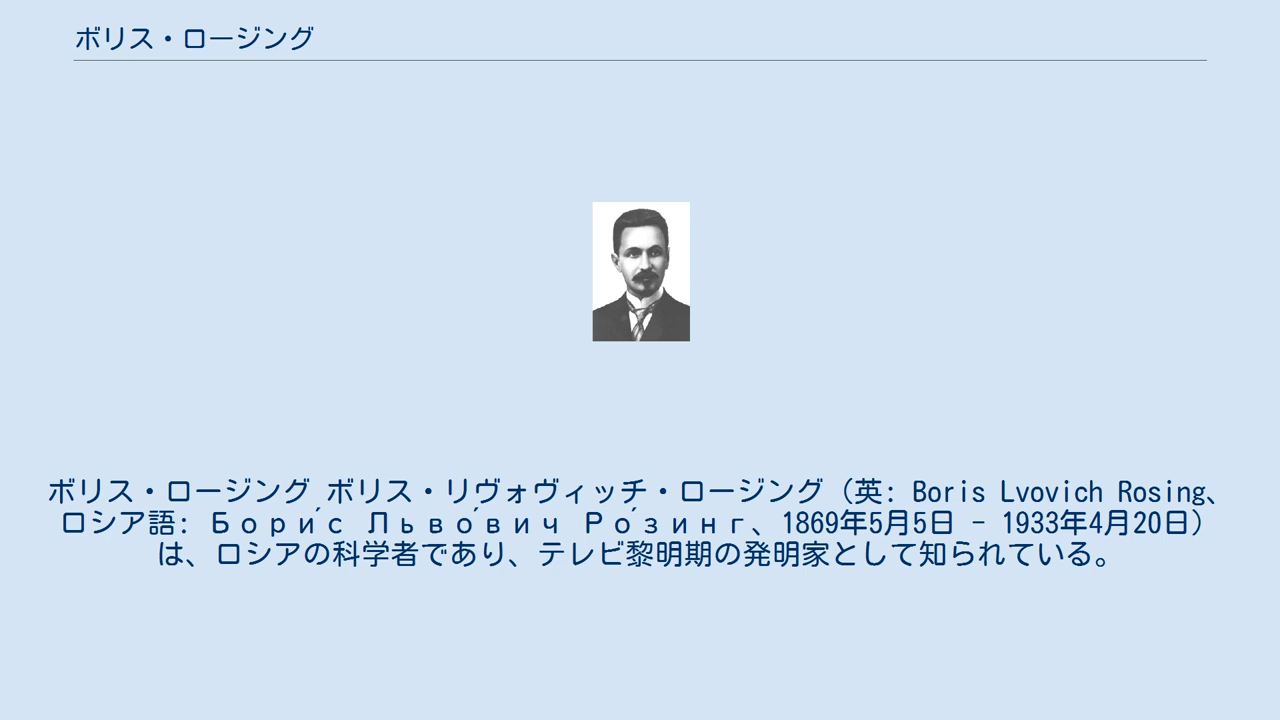 ボリス・ロージング
ボリス・ロージング ボリス・リヴォヴィッチ・ロージング（英: Boris Lvovich Rosing、
ロシア語: Бори́с Льво́вич Ро́зинг、1869年5月5日 - 1933年4月20日）
は、ロシアの科学者であり、テレビ黎明期の発明家として知られている。